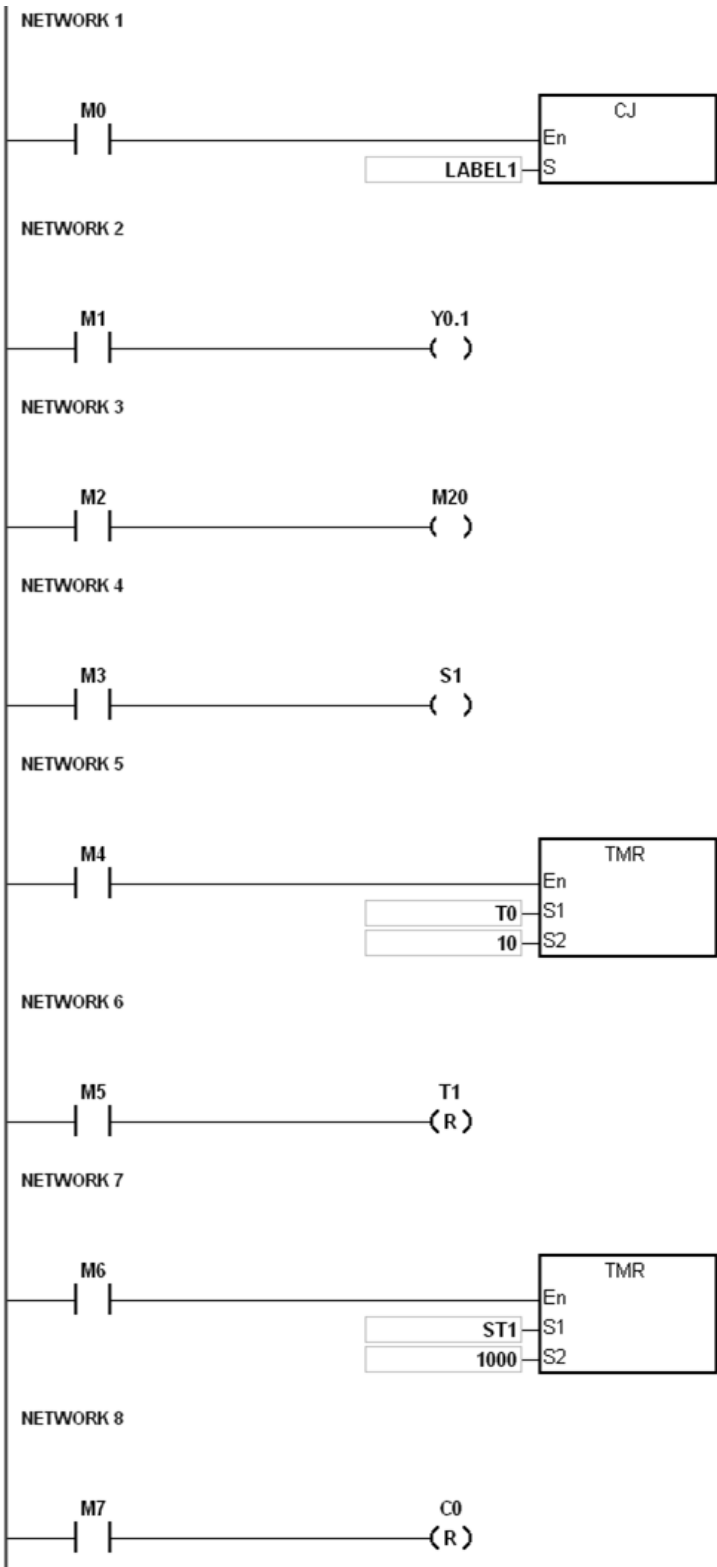 NETWORK 1
M0
CJ
En
LABEL1
S
NETWORK 2
M1
Y0.1
NETWORK 3
M2
M20
NETWORK 4
M3
S1
NETWORK 5
M4
TMR
En
T0
S1
10
S2
NETWORK 6
M5
T1
R
NETWORK 7
M6
TMR
En
ST1
S1
1000
S2
NETWORK 8
M7
C0
R